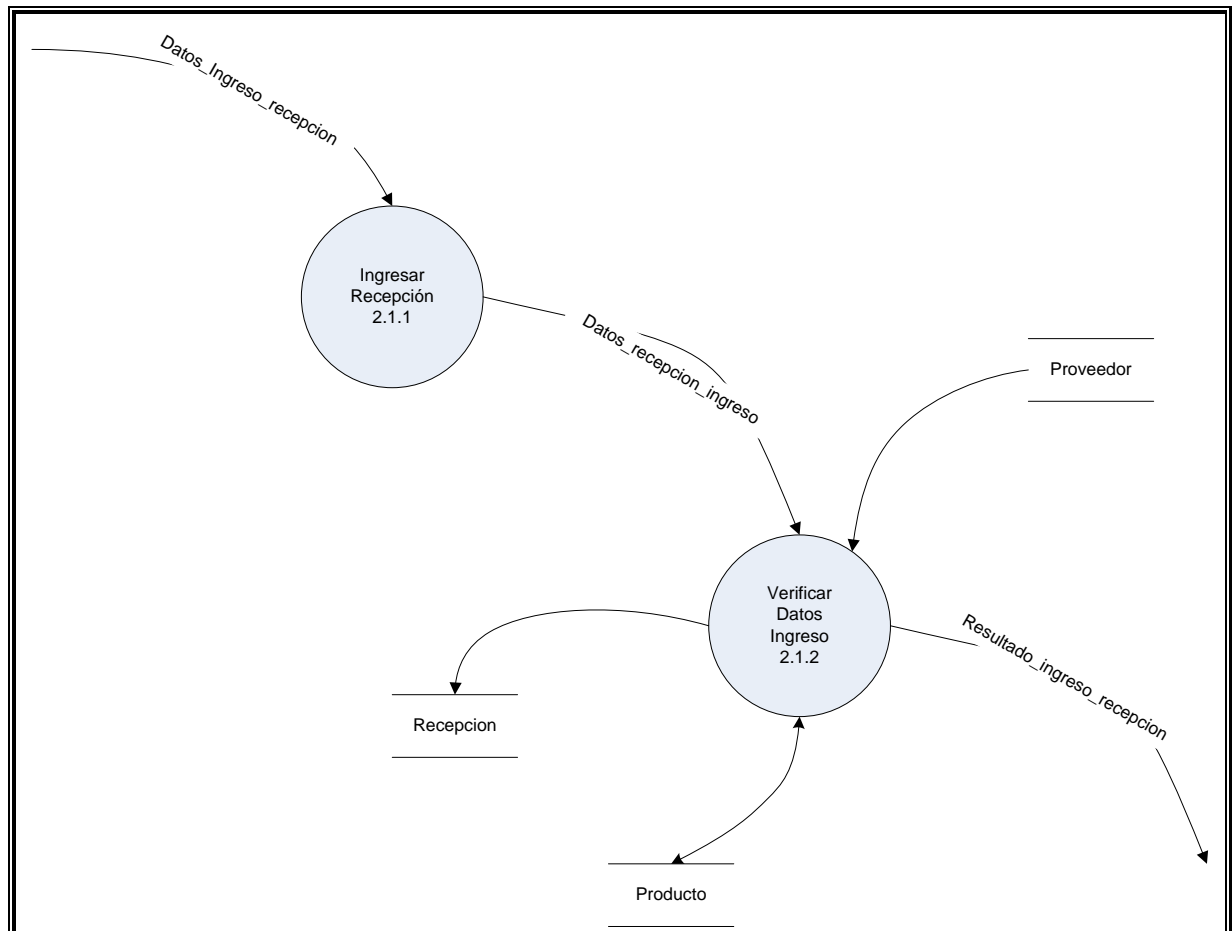 Datos_Ingreso_recepcion
Ingresar
Recepción
2.1.1
Datos_recepcion_ingreso
Proveedor
Verificar
Datos
Ingreso
2.1.2
Resultado_ingreso_recepcion
Recepcion
Producto